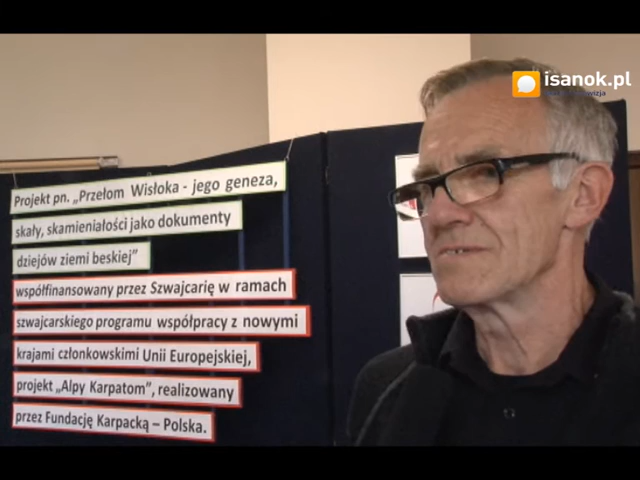 isanok.pl
Projekt pn. „Przełom Wisłoka - jego geneza,
skały, skamieniałości jako dokumenty
dziejów ziemi beskiej”
współfinansowany przez Szwajcarię w ramach
szwajcarskiego programu współpracy z nowymi
krajami członkowskimi Unii Europejskiej,
projekt „Alpy Karpatom”, realizowany
przez Fundację Karpacką – Polska.